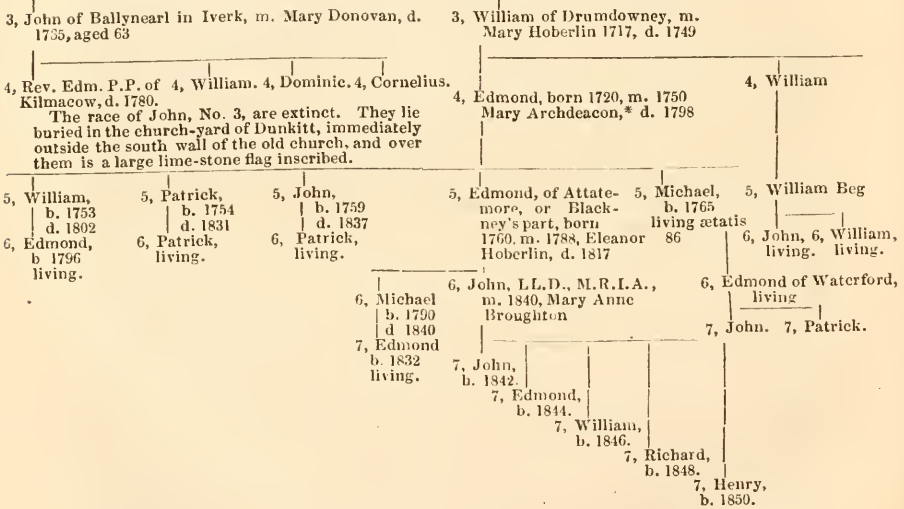 3, John of Ballynearl in Iverk, m. Mary Donovan, d.
1735, aged 63
3, William of Drumdowney, m.
Mary Hoberlin 1717, d. 1749
4, Rev. Edm. P.P. of
Kilmacow, d. 1780.
4, William.
4, Dominic.
4, Cornelius.
The race of John, No. 3, are extinct. They lie
buried in the church-yard of Dunkitt, immediately
outside the south wall of the old church, and over
them is a large lime-stone flag inscribed.
4, Edmond, born 1720, m. 1750
Mary Archdeacon,* d. 1798
4, William
5, William,
b. 1753
d. 1802
6, Edmond,
b 1796
living.
5, Patrick,
b. 1754
d. 1831
6, Patrick,
living.
5, John,
b. 1759
d. 1837
6, Patrick,
living.
5, Edmond, of Attate-
more, or Black-
ney's part, born
1760. m. 1788, Eleanor
Hoberlin, d. 1817
5, Michael,
b. 1765
living ætatis
86
5, William Beg
6, John,
living.
6, William,
living.
6, Michael
b. 1790
d 1840
7, Edmond
b. 1832
living.
6, John, LL.D., M.R.I.A.,
m. 1840, Mary Anne
Broughton
6, Edmond of Waterford,
living
7, John.
7, Patrick.
7, John,
b. 1842.
7, Edmond,
b. 1844.
7, William,
b. 1846.
7, Richard,
b. 1848.
7, Henry,
b. 1850.